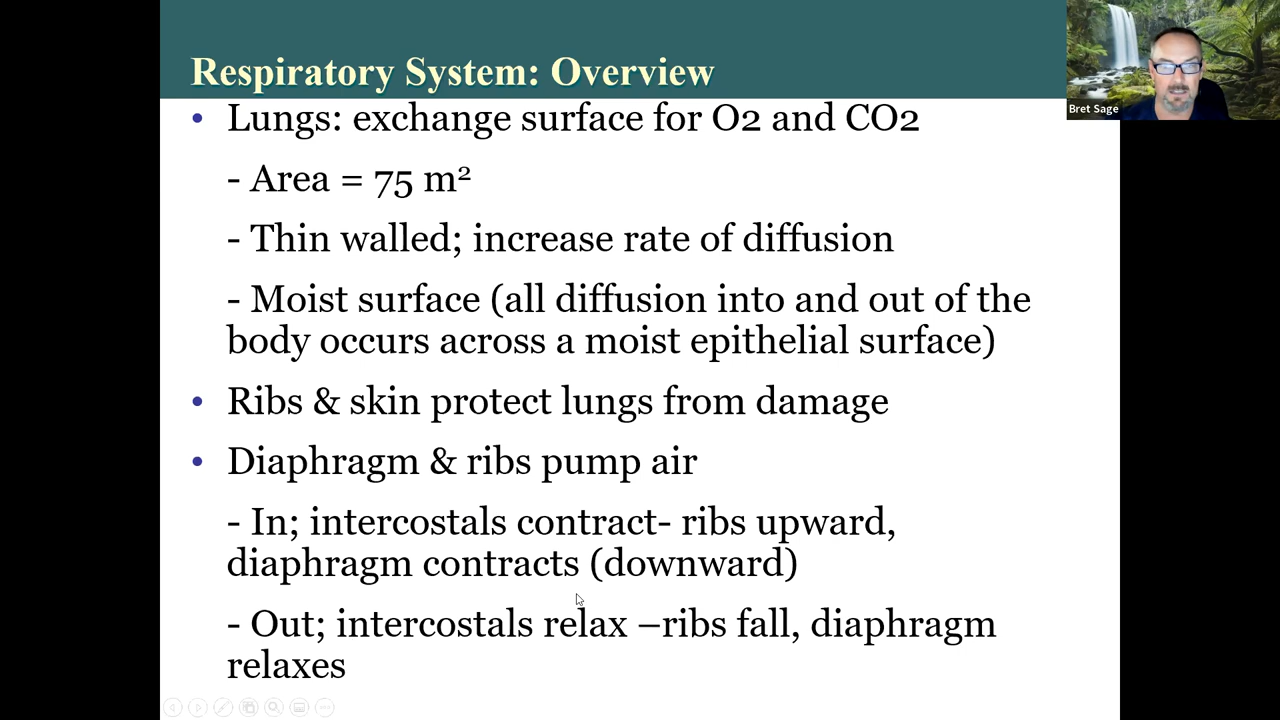 Respiratory System: Overview
Bret Sage
• Lungs: exchange surface for O2 and CO2
- Area = 75 m²
- Thin walled; increase rate of diffusion
- Moist surface (all diffusion into and out of the
body occurs across a moist epithelial surface)
• Ribs & skin protect lungs from damage
• Diaphragm & ribs pump air
- In; intercostals contract- ribs upward,
diaphragm contracts (downward)
- Out; intercostals relax –ribs fall, diaphragm
relaxes